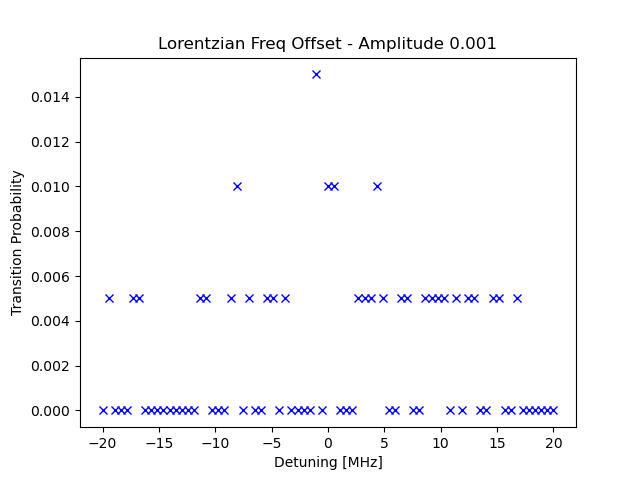 Lorentzian Freq Offset - Amplitude 0.001
Transition Probability
0.014
0.012
0.010
0.008
0.006
0.004
0.002
0.000
−20 −15 −10 −5 0 5 10 15 20
Detuning [MHz]